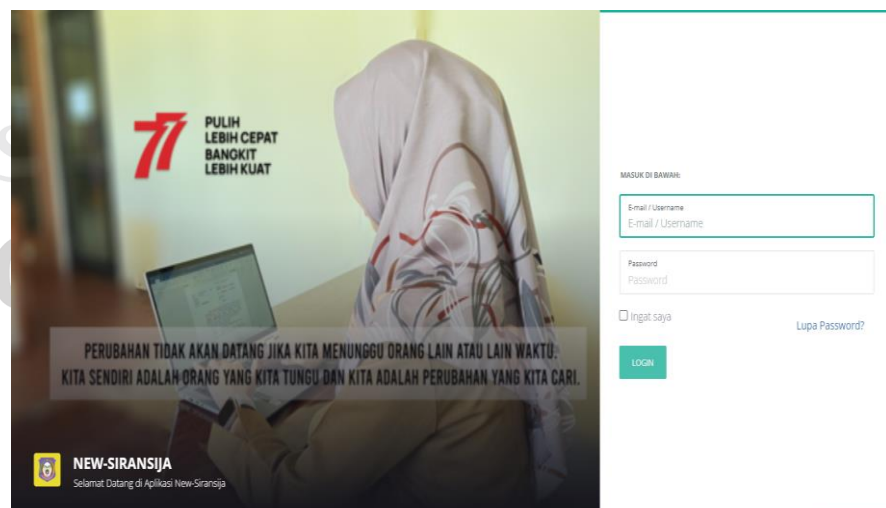 77
PULIH
LEBIH CEPAT
BANGKIT
LEBIH KUAT
PERUBAHAN TIDAK AKAN DATANG JIKA KITA MENUNGGU ORANG LAIN ATAU LAIN WAKTU.
KITA SENDIRI ADALAH ORANG YANG KITA TUNGU DAN KITA ADALAH PERUBAHAN YANG KITA CARI.
NEW-SIRANSIJA
Selamat Datang di Aplikasi New-Siransija
MASUK DI BAWAH:
E-mail / Username
E-mail / Username
Password
Password
Ingat saya
Lupa Password?
LOGIN